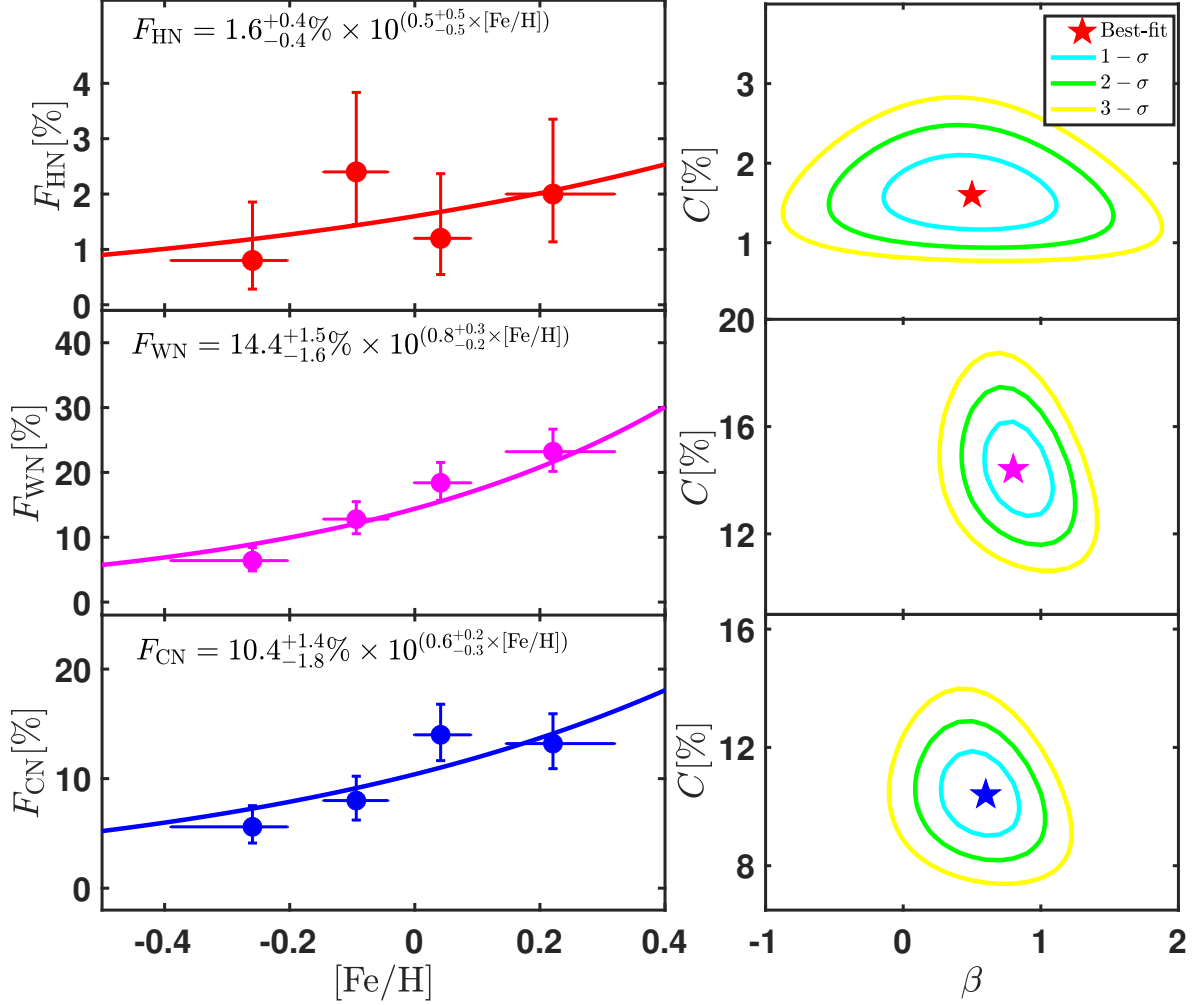 F_HN = 1.6^{+0.4}_{-0.4}% × 10^{(0.5^{+0.5}_{-0.5}×[Fe/H])}
F_HN[%]
4
3
2
1
0
C[%]
3
2
1
Best-fit
1 − σ
2 − σ
3 − σ
F_WN = 14.4^{+1.5}_{-1.6}% × 10^{(0.8^{+0.3}_{-0.2}×[Fe/H])}
F_WN[%]
40
30
20
10
0
C[%]
20
16
12
F_CN = 10.4^{+1.4}_{-1.8}% × 10^{(0.6^{+0.2}_{-0.3}×[Fe/H])}
F_CN[%]
20
10
0
-0.4 -0.2 0 0.2 0.4
[Fe/H]
C[%]
16
12
8
-1 0 1 2
β